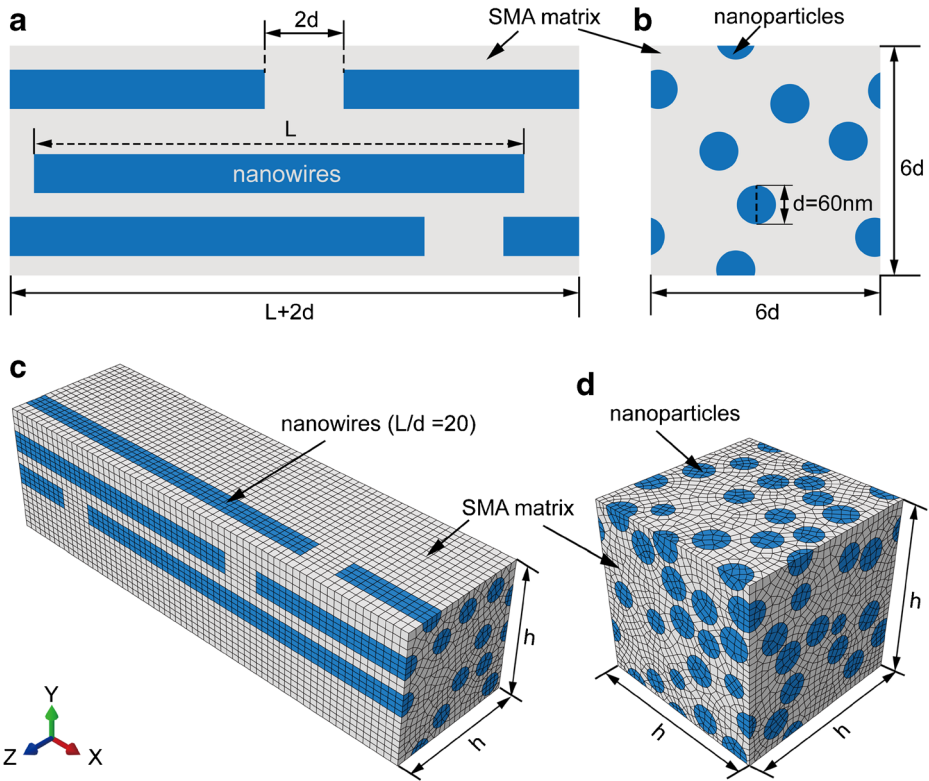 a
2d
SMA matrix
b
nanoparticles
L
nanowires
6d
d=60nm
L+2d
6d
c
d
nanoparticles
nanowires (L/d =20)
SMA matrix
h
h
h
h
h
Y
Z
X